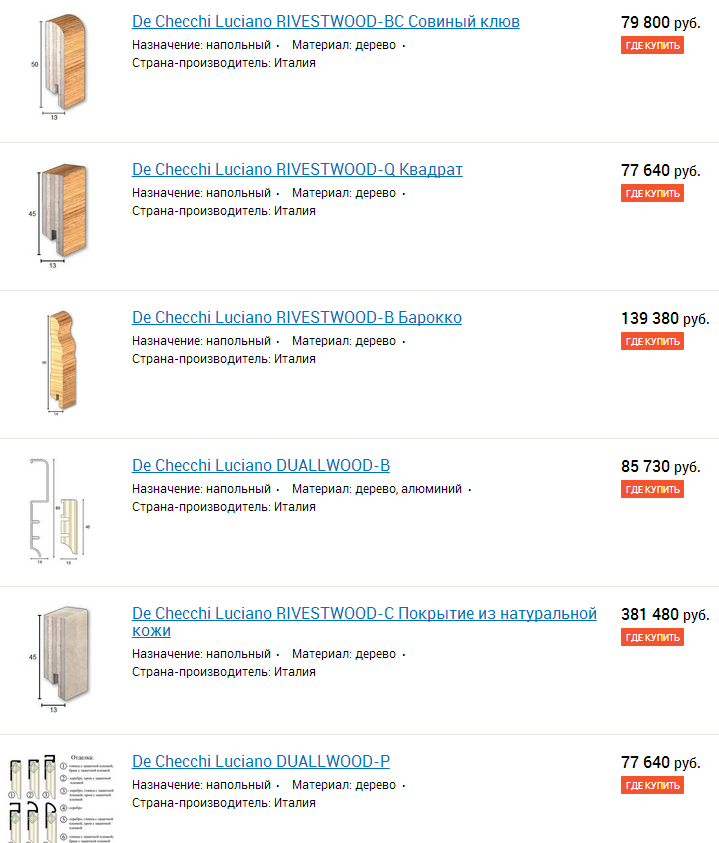 De Checchi Luciano RIVESTWOOD-BC Совиный клюв
79 800 руб.
Назначение: напольный · Материал: дерево ·
ГДЕ КУПИТЬ
Страна-производитель: Италия
50
13
De Checchi Luciano RIVESTWOOD-Q Квадрат
77 640 руб.
Назначение: напольный · Материал: дерево ·
ГДЕ КУПИТЬ
Страна-производитель: Италия
45
13
De Checchi Luciano RIVESTWOOD-B Барокко
139 380 руб.
Назначение: напольный · Материал: дерево ·
ГДЕ КУПИТЬ
Страна-производитель: Италия
De Checchi Luciano DUALLWOOD-B
85 730 руб.
Назначение: напольный · Материал: дерево, алюминий ·
ГДЕ КУПИТЬ
Страна-производитель: Италия
De Checchi Luciano RIVESTWOOD-C Покрытие из натуральной
кожи
381 480 руб.
ГДЕ КУПИТЬ
Назначение: напольный · Материал: дерево ·
Страна-производитель: Италия
45
13
De Checchi Luciano DUALLWOOD-P
77 640 руб.
Назначение: напольный · Материал: дерево ·
ГДЕ КУПИТЬ
Страна-производитель: Италия
Отделка: